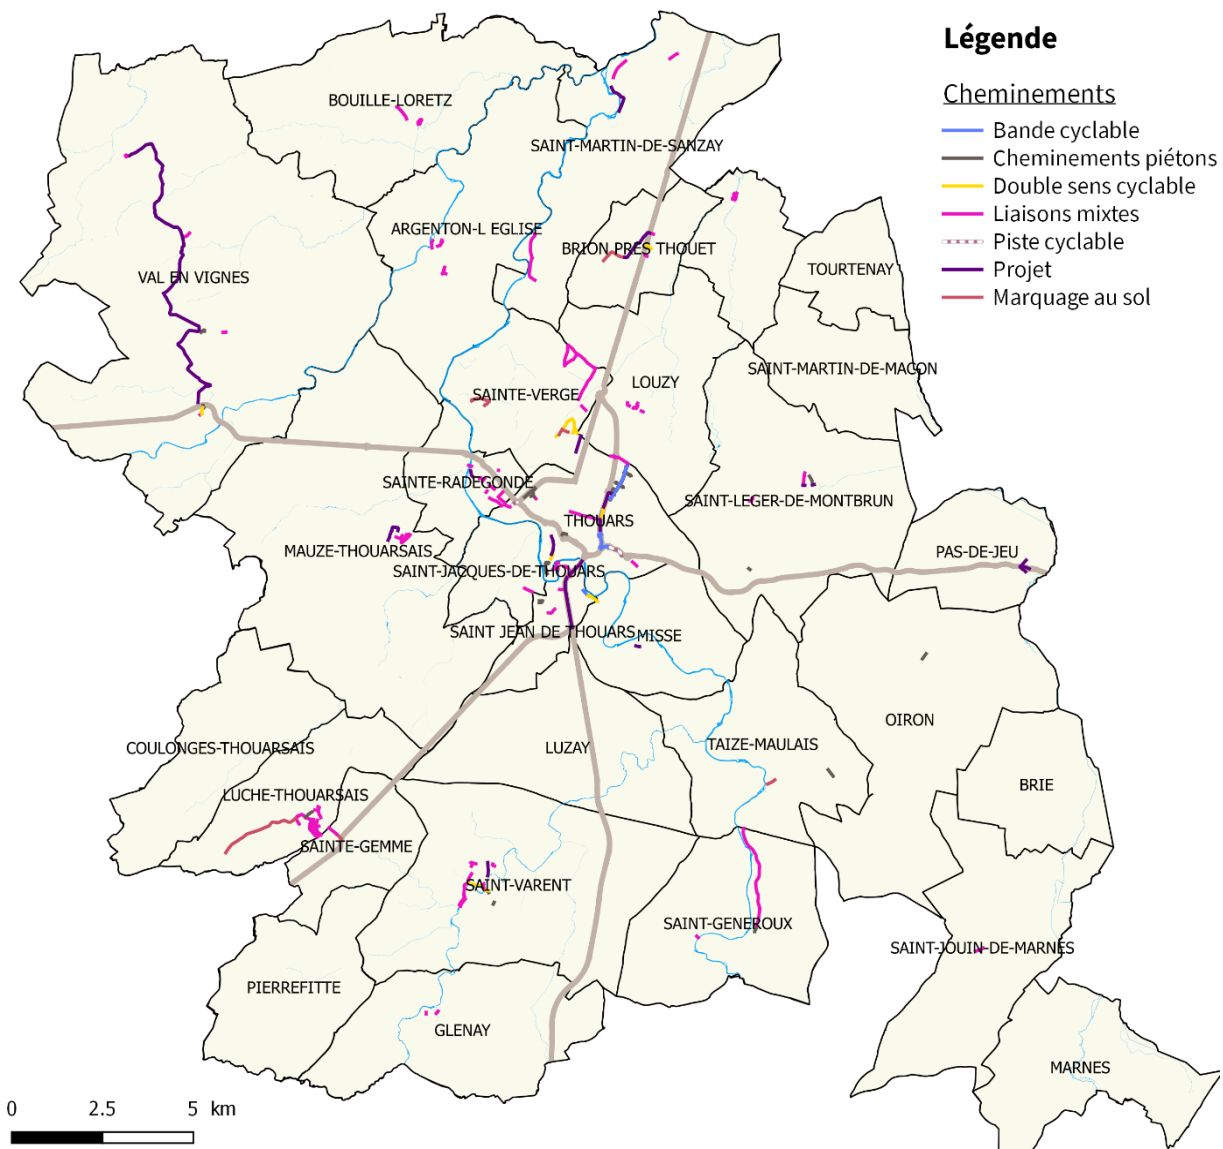 Légende
Cheminements
Bande cyclable
Cheminements piétons
Double sens cyclable
Liaisons mixtes
Piste cyclable
Projet
Marquage au sol
BOUILLE-LORETZ
SAINT-MARTIN-DE-SANZAY
ARGENTON-L EGLISE
BRION PRES THOUET
TOURTENAY
VAL EN VIGNES
SAINT-MARTIN-DE-MACON
LOUZY
SAINTE-VERGE
SAINTE-RADEGONDE
SAINT-LEGER-DE-MONTBRUN
THOUARS
MAUZE-THOUARSAIS
PAS-DE-JEU
SAINT-JACQUES-DE-THOUARS
SAINT JEAN DE THOUARS
MISSE
OIRON
COULONGES-THOUARSAIS
LUZAY
TAIZE-MAULAIS
BRIE
LUCHE-THOUARSAIS
SAINTE-GEMME
SAINT-VARENT
SAINT-GENEROUX
SAINT-JOUIN-DE-MARNES
PIERREFITTE
GLENAY
MARNES
0 2.5 5 km